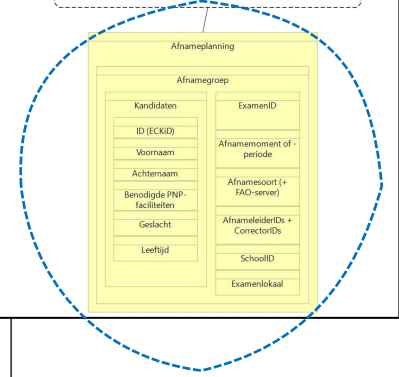 Afnameplanning
Afnamegroep
Kandidaten
ID (ECKiD)
Voornaam
Achternaam
Benodigde PNP-
faciliteiten
Geslacht
Leeftijd
ExamenID
Afnamemoment of -
periode
Afnamesoort (+
FAO-server)
AfnameleiderIDs +
CorrectorIDs
SchoolID
Examenlokaal